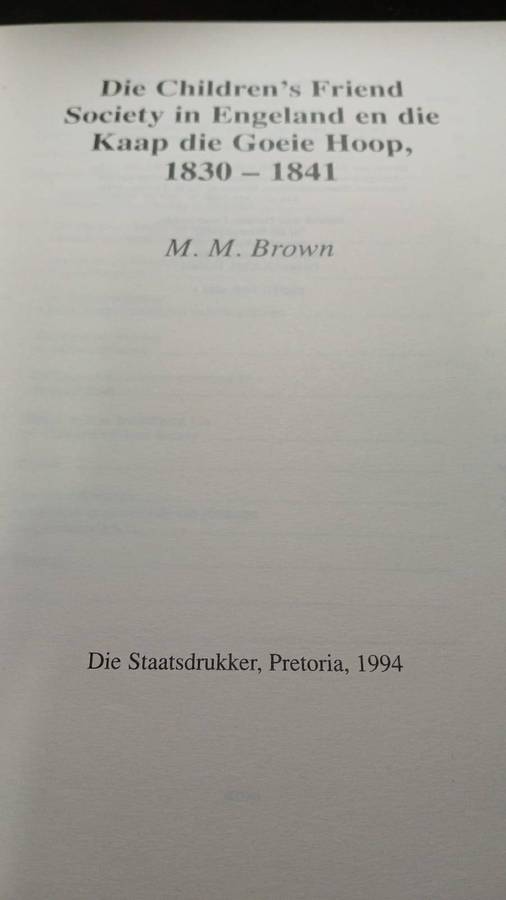 Die Children's Friend
Society in Engeland en die
Kaap die Goeie Hoop,
1830 – 1841
M. M. Brown
Die Staatsdrukker, Pretoria, 1994